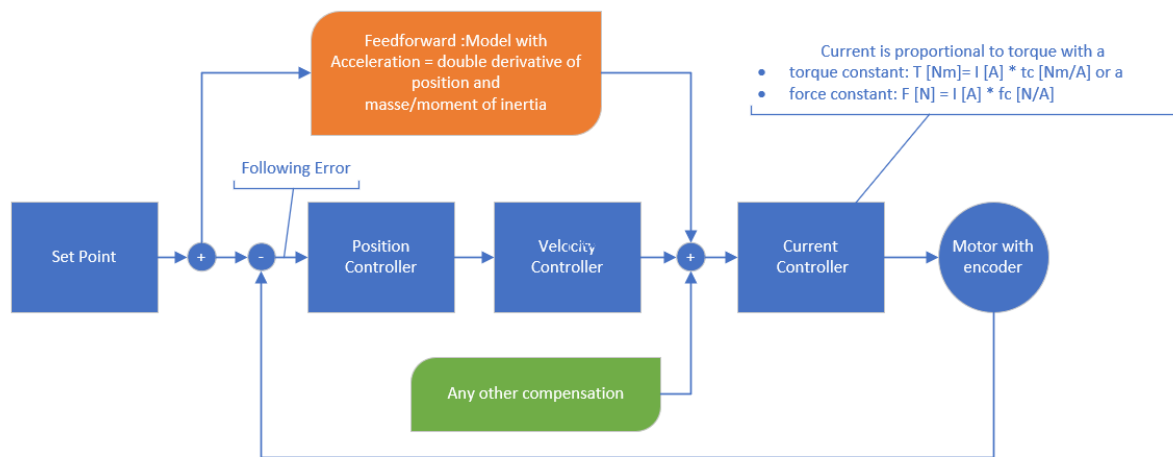 Feedforward :Model with
Acceleration = double derivative of
position and
masse/moment of inertia
Current is proportional to torque with a
• torque constant: T [Nm]= I [A] * tc [Nm/A] or a
• force constant: F [N] = I [A] * fc [N/A]
Following Error
Set Point
+
-
Position
Controller
Velocity
Controller
+
Current
Controller
Motor with
encoder
Any other compensation